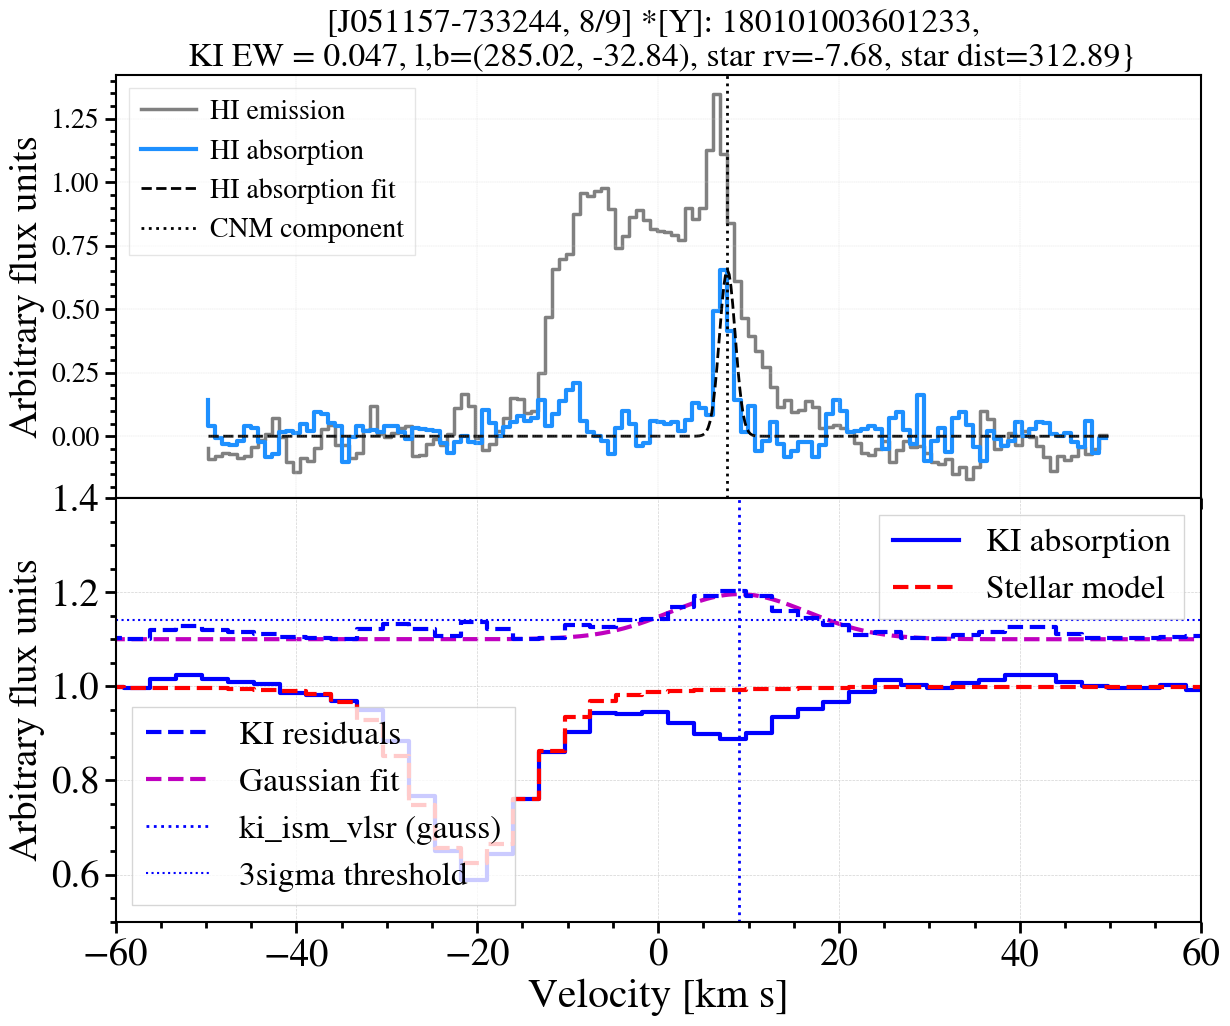 [J051157-733244, 8/9] *[Y]: 180101003601233,
KI EW = 0.047, l,b=(285.02, -32.84), star rv=-7.68, star dist=312.89}
HI emission
HI absorption
HI absorption fit
CNM component
Arbitrary flux units
1.25
1.00
0.75
0.50
0.25
0.00
KI absorption
Stellar model
KI residuals
Gaussian fit
ki_ism_vlsr (gauss)
3sigma threshold
Arbitrary flux units
1.4
1.2
1.0
0.8
0.6
−60 −40 −20 0 20 40 60
Velocity [km s]